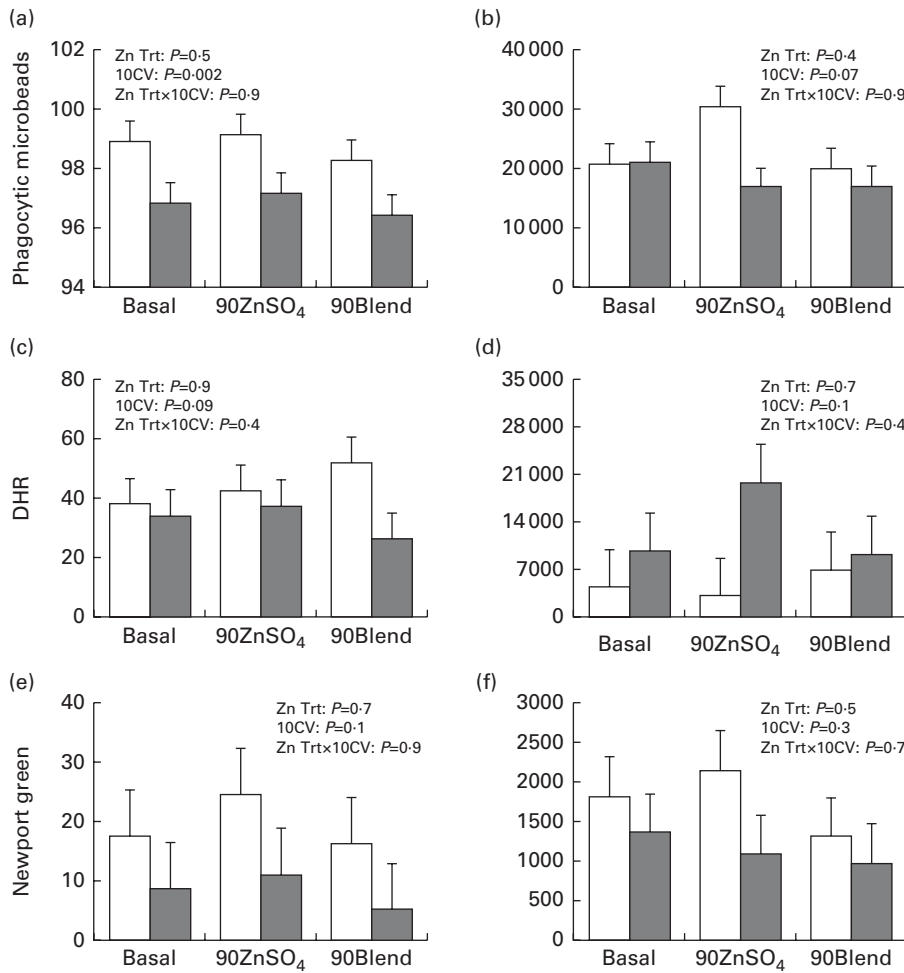 (a)
Phagocytic microbeads
102
100
98
96
94
Zn Trt: P=0·5
10CV: P=0·002
Zn Trt×10CV: P=0·9
Basal 90ZnSO₄ 90Blend
(b)
40 000
30 000
20 000
10 000
0
Zn Trt: P=0·4
10CV: P=0·07
Zn Trt×10CV: P=0·9
Basal 90ZnSO₄ 90Blend
(c)
DHR
80
60
40
20
0
Zn Trt: P=0·9
10CV: P=0·09
Zn Trt×10CV: P=0·4
Basal 90ZnSO₄ 90Blend
(d)
35 000
28 000
21 000
14 000
7000
0
Zn Trt: P=0·7
10CV: P=0·1
Zn Trt×10CV: P=0·4
Basal 90ZnSO₄ 90Blend
(e)
Newport green
40
30
20
10
0
Zn Trt: P=0·7
10CV: P=0·1
Zn Trt×10CV: P=0·9
Basal 90ZnSO₄ 90Blend
(f)
3000
2500
2000
1500
1000
500
0
Zn Trt: P=0·5
10CV: P=0·3
Zn Trt×10CV: P=0·7
Basal 90ZnSO₄ 90Blend